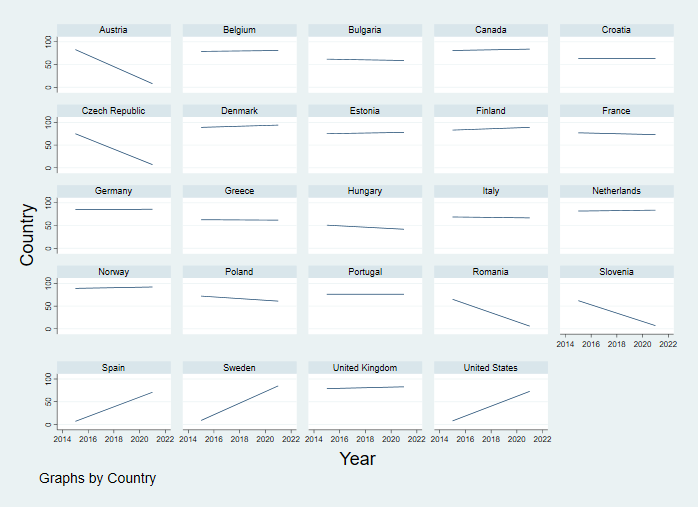 Austria Belgium Bulgaria Canada Croatia
100
50
0
Czech Republic Denmark Estonia Finland France
100
50
0
Germany Greece Hungary Italy Netherlands
100
50
0
Norway Poland Portugal Romania Slovenia
100
50
0
2014 2016 2018 2020 2022
Spain Sweden United Kingdom United States
100
50
0
2014 2016 2018 2020 2022 2014 2016 2018 2020 2022 2014 2016 2018 2020 2022 2014 2016 2018 2020 2022
Country
Year
Graphs by Country